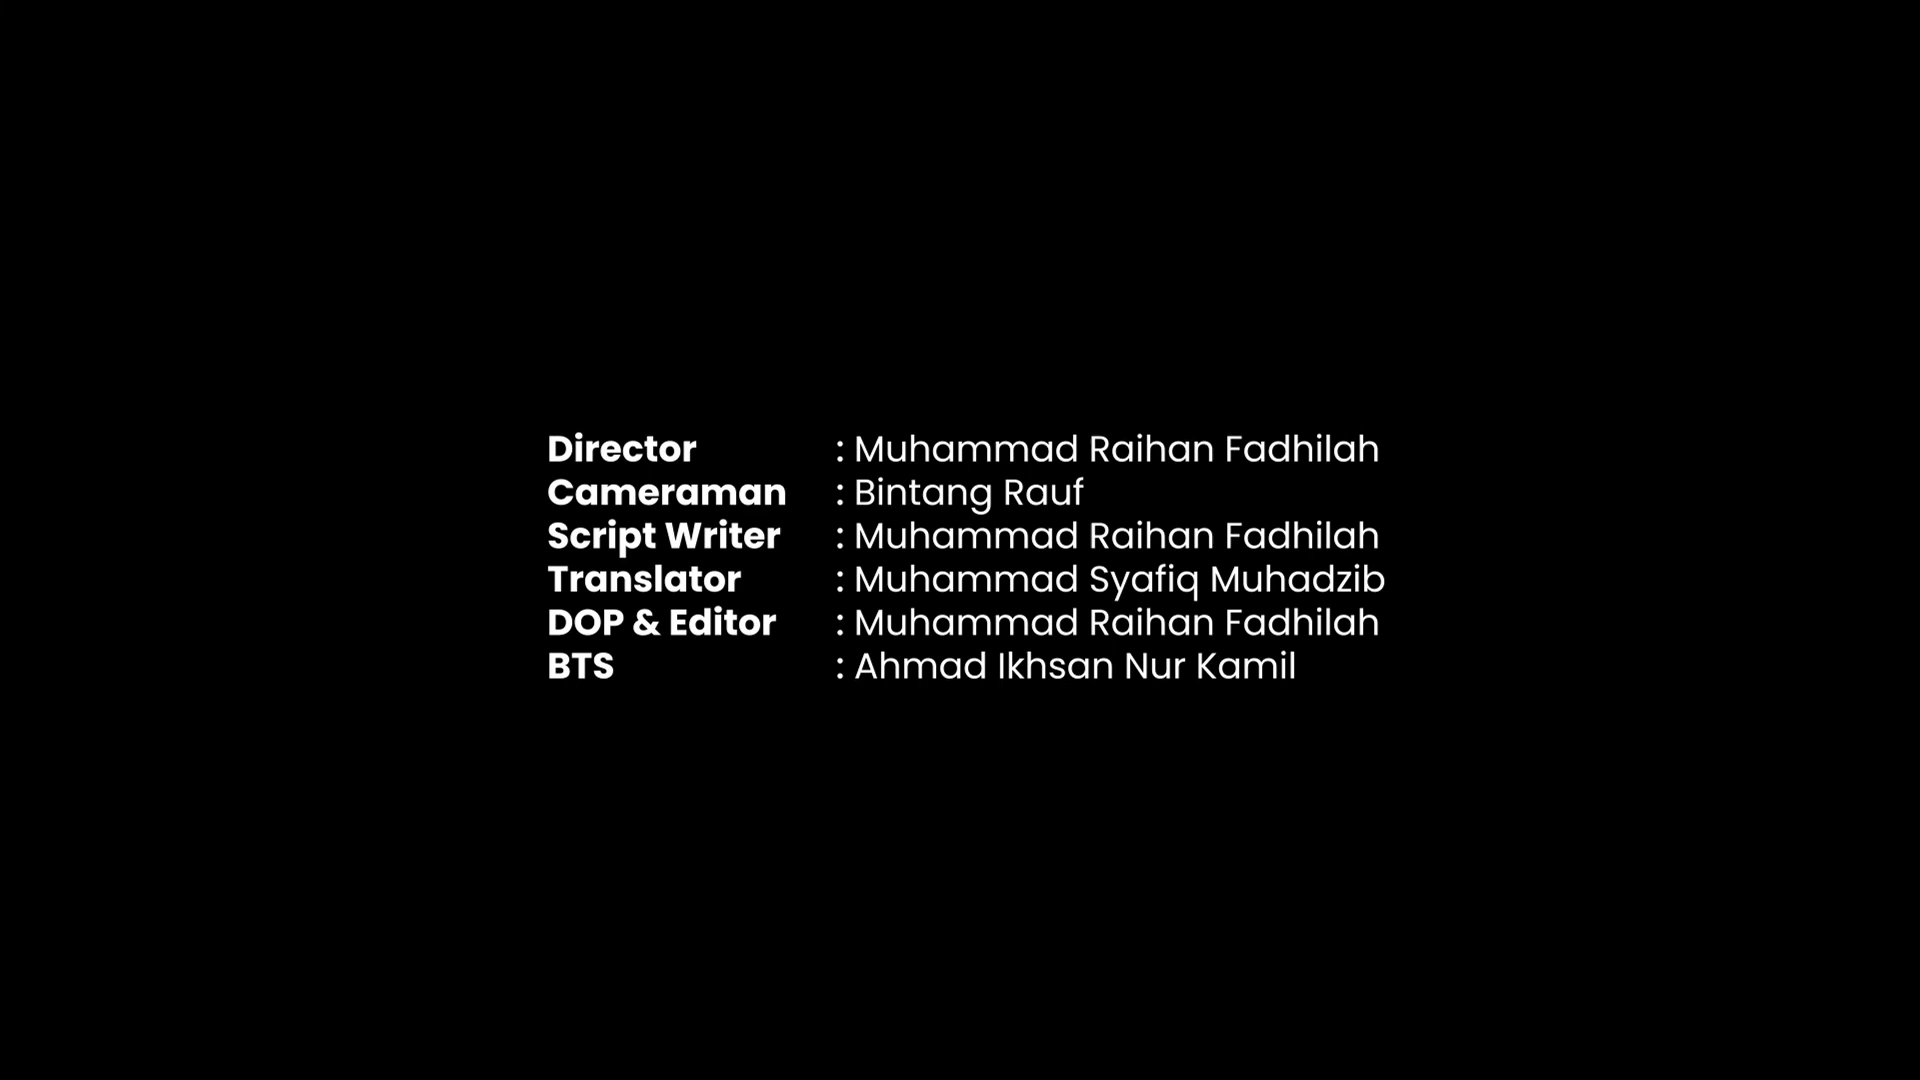 Director : Muhammad Raihan Fadhilah
Cameraman : Bintang Rauf
Script Writer : Muhammad Raihan Fadhilah
Translator : Muhammad Syafiq Muhadzib
DOP & Editor : Muhammad Raihan Fadhilah
BTS : Ahmad Ikhsan Nur Kamil